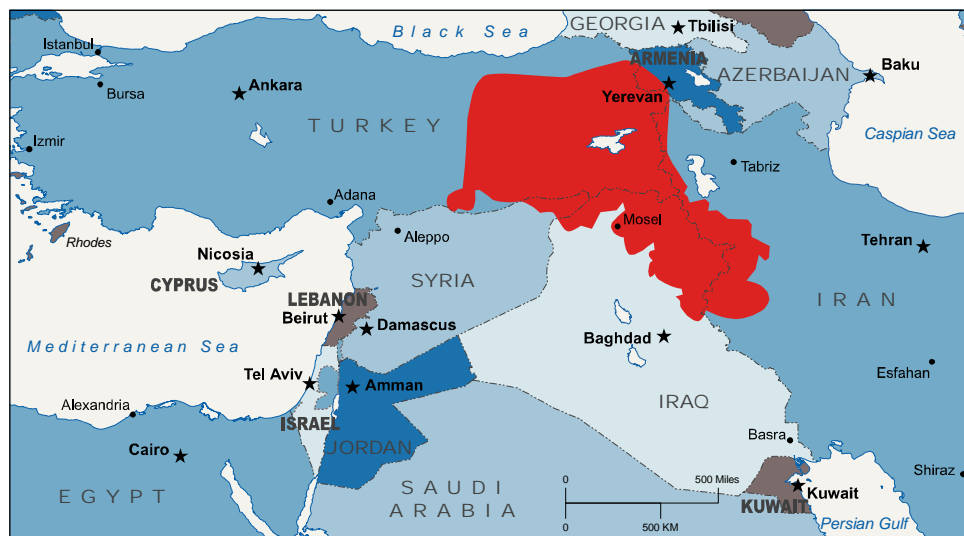 Black Sea
GEORGIA
Tbilisi
Istanbul
ARMENIA
AZERBAIJAN
Baku
Bursa
Ankara
Yerevan
TURKEY
Caspian Sea
Izmir
Tabriz
Adana
Mosel
Rhodes
Aleppo
Nicosia
Tehran
CYPRUS
SYRIA
LEBANON
IRAN
Beirut
Damascus
Baghdad
Mediterranean Sea
Esfahan
Tel Aviv
Amman
IRAQ
Alexandria
ISRAEL
Basra
JORDAN
Cairo
Shiraz
SAUDI
ARABIA
0
500 Miles
EGYPT
Kuwait
KUWAIT
0
500 KM
Persian Gulf